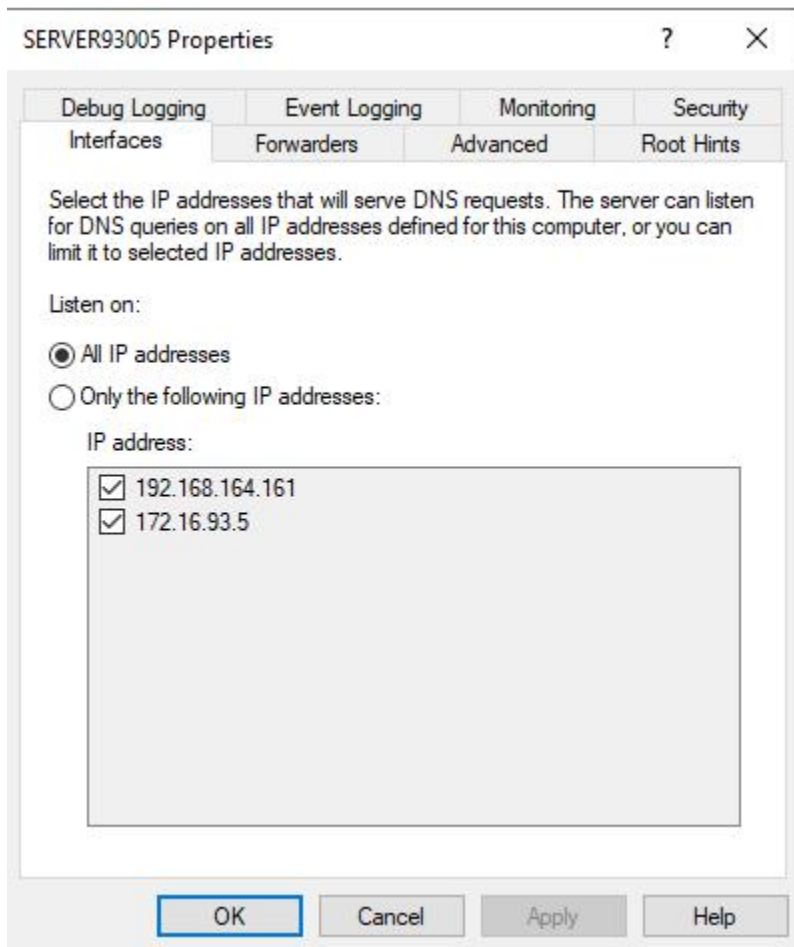 SERVER93005 Properties
? X
Debug Logging Event Logging Monitoring Security
Interfaces Forwarders Advanced Root Hints
Select the IP addresses that will serve DNS requests. The server can listen
for DNS queries on all IP addresses defined for this computer, or you can
limit it to selected IP addresses.
Listen on:
All IP addresses
Only the following IP addresses:
IP address:
192.168.164.161
172.16.93.5
OK Cancel Apply Help